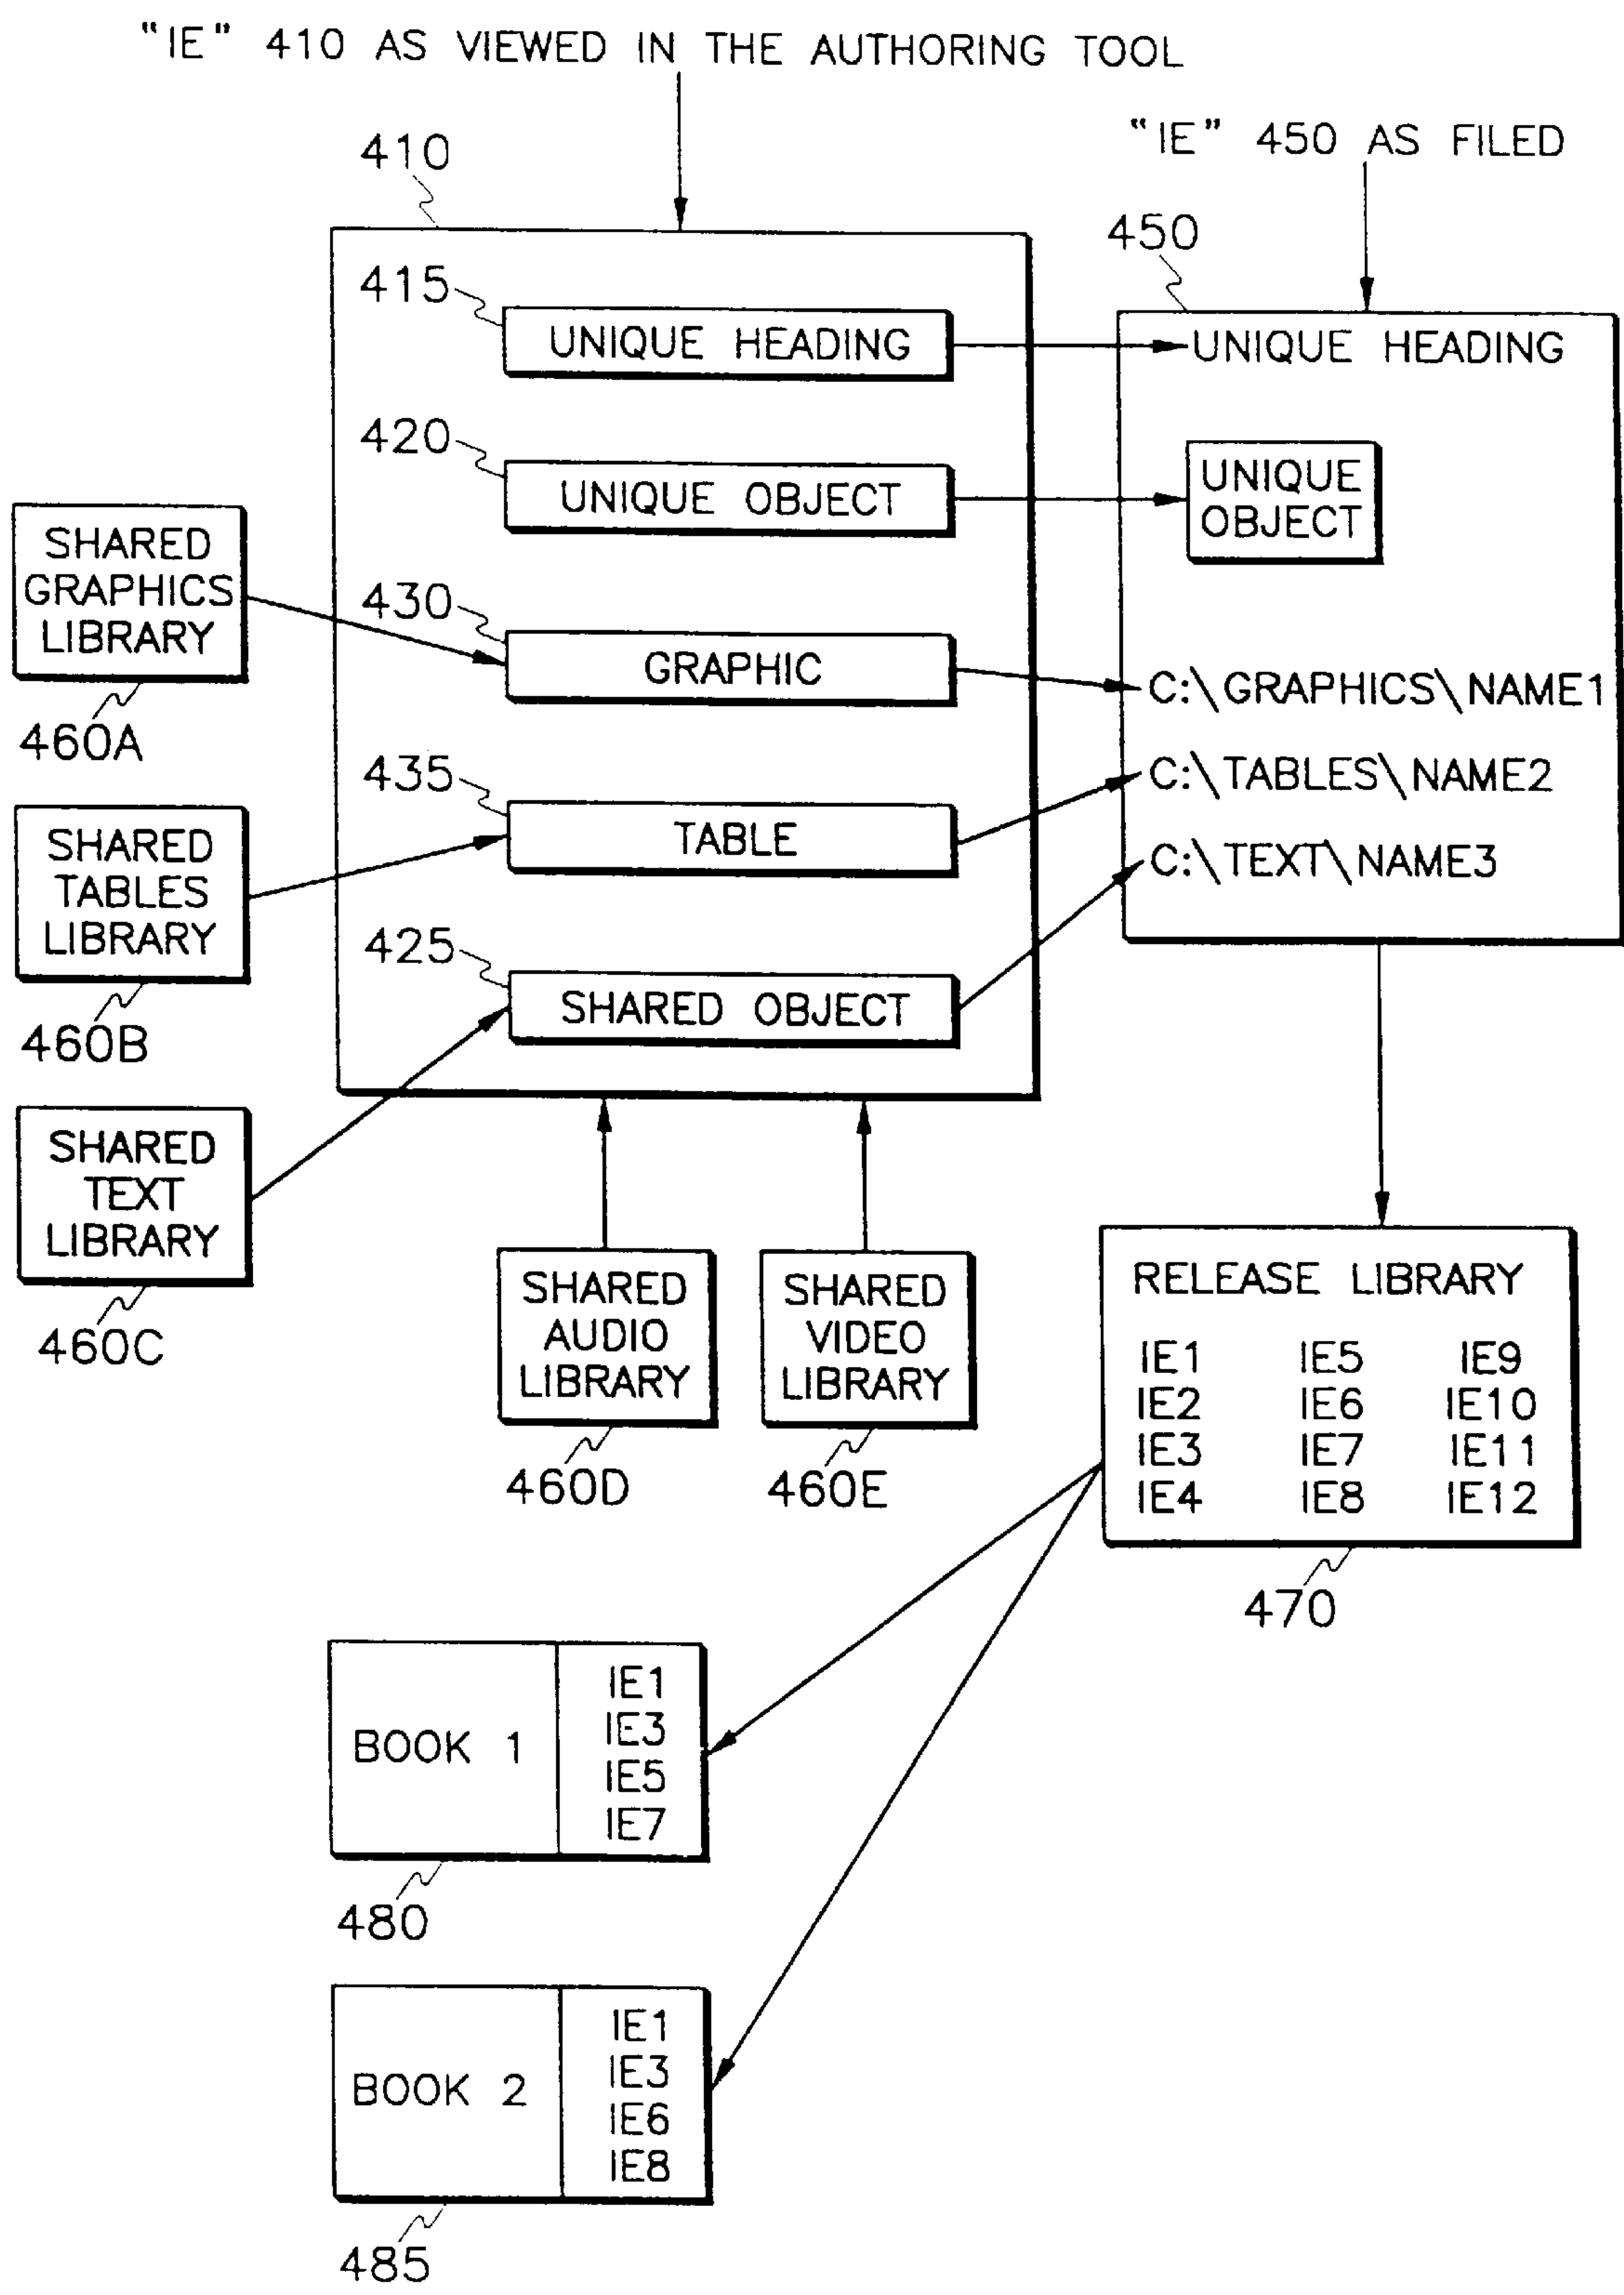 "IE" 410 AS VIEWED IN THE AUTHORING TOOL
"IE" 450 AS FILED
410
450
415
UNIQUE HEADING
UNIQUE HEADING
420
UNIQUE OBJECT
UNIQUE
OBJECT
SHARED
GRAPHICS
LIBRARY
460A
430
GRAPHIC
C:\GRAPHICS\NAME1
435
TABLE
C:\TABLES\NAME2
SHARED
TABLES
LIBRARY
460B
425
SHARED OBJECT
C:\TEXT\NAME3
SHARED
TEXT
LIBRARY
460C
SHARED
AUDIO
LIBRARY
460D
SHARED
VIDEO
LIBRARY
460E
RELEASE LIBRARY
IE1 IE5 IE9
IE2 IE6 IE10
IE3 IE7 IE11
IE4 IE8 IE12
470
BOOK 1
IE1
IE3
IE5
IE7
480
BOOK 2
IE1
IE3
IE6
IE8
485